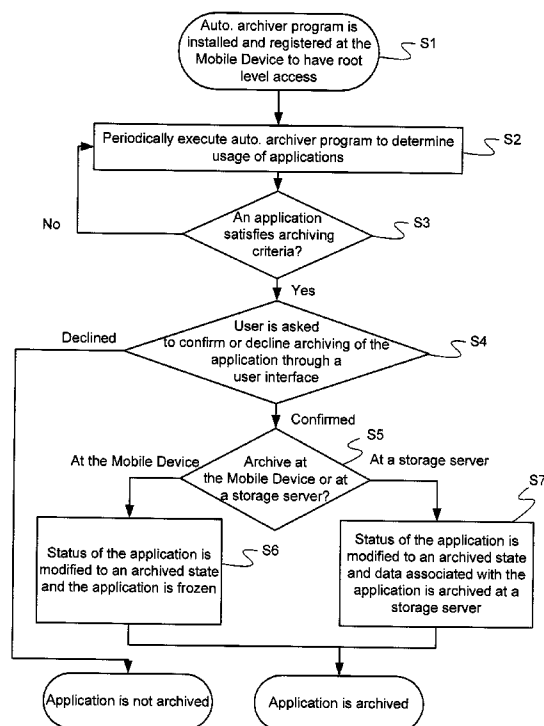 Auto. archiver program is
installed and registered at the
Mobile Device to have root
level access
S1
Periodically execute auto. archiver program to determine
usage of applications
S2
No
An application
satisfies archiving
criteria?
S3
Yes
Declined
User is asked
to confirm or decline archiving of the
application through a
user interface
S4
Confirmed
S5
At the Mobile Device
Archive at
the Mobile Device or at
a storage server?
At a storage server
S7
Status of the application is
modified to an archived state
and the application is frozen
S6
Status of the application is
modified to an archived state
and data associated with the
application is archived at a
storage server
Application is not archived
Application is archived